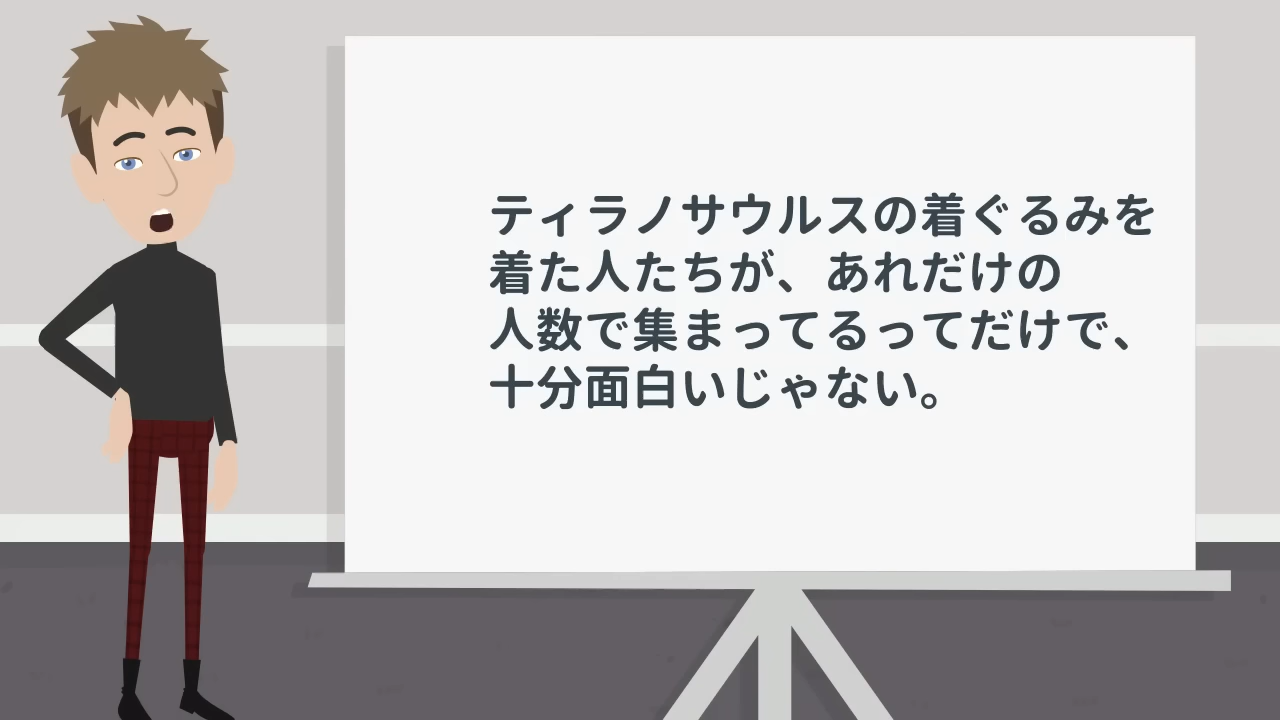 ティラノサウルスの着ぐるみを
着た人たちが、あれだけの
人数で集まってるってだけで、
十分面白いじゃない。